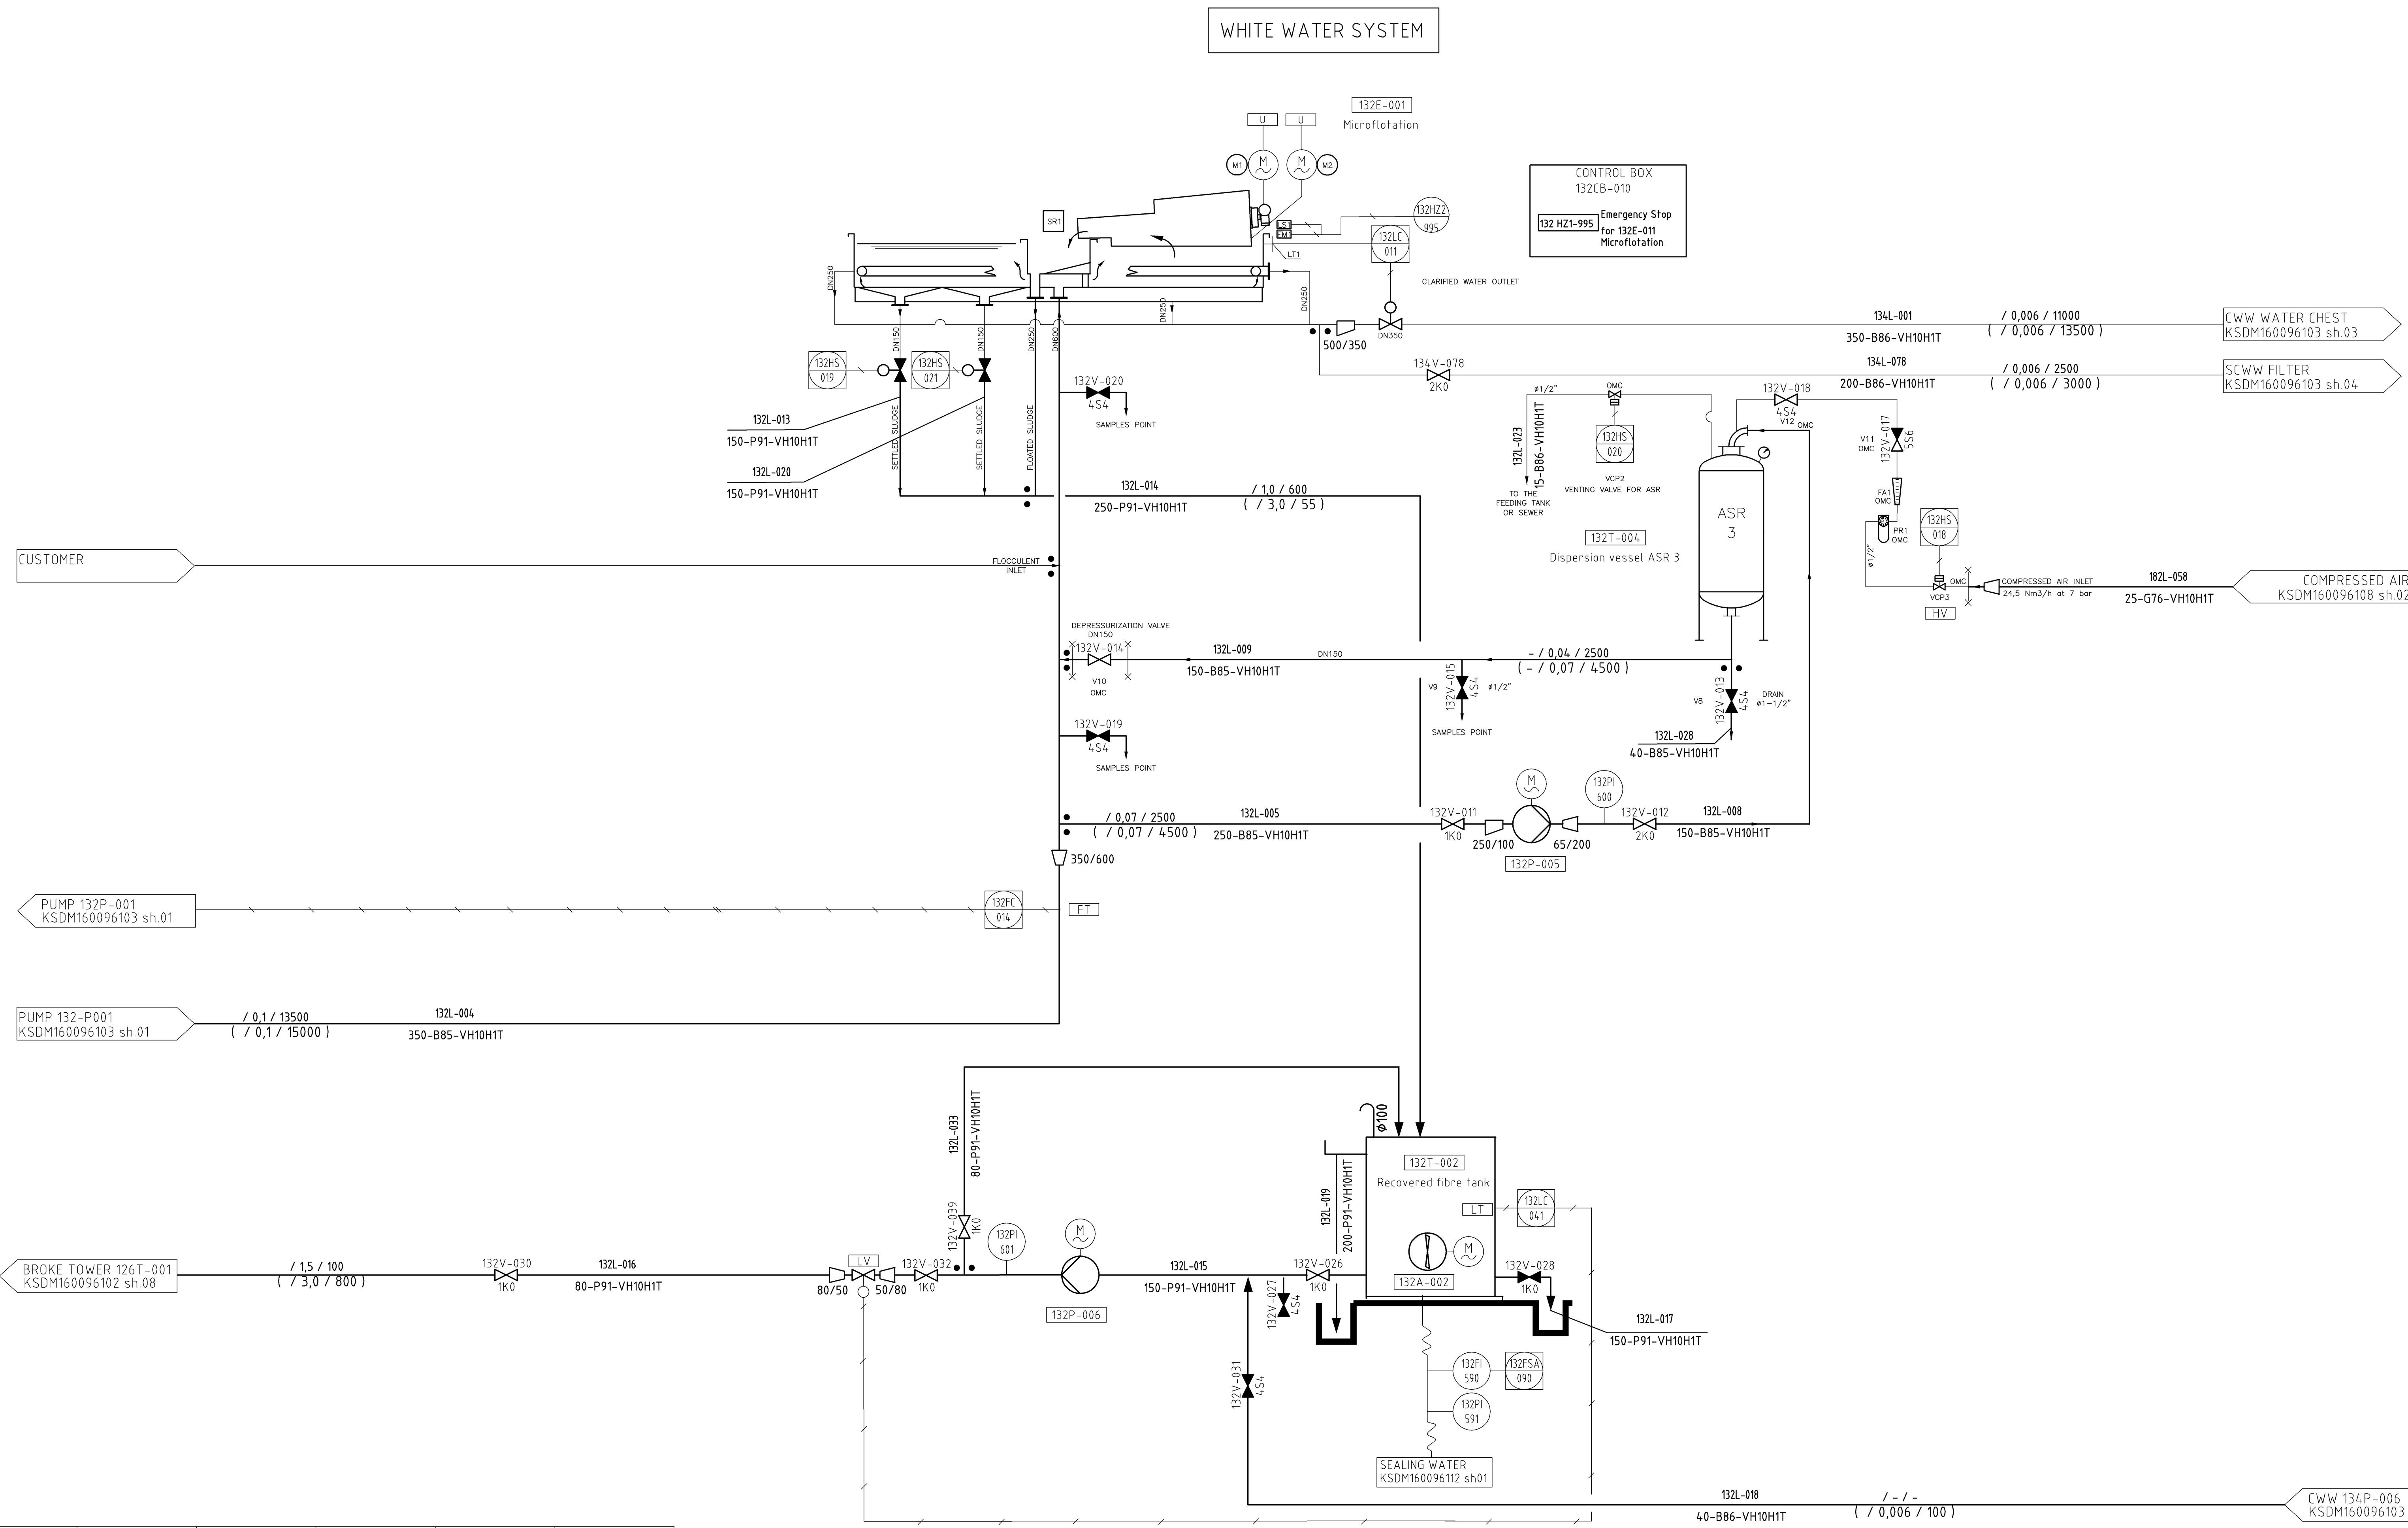 WHITE WATER SYSTEM
132E-001
Microflotation
U
U
M1
M
M
M2
CONTROL BOX
132CB-010
132 HZ1-995
Emergency Stop
for 132E-011
Microflotation
SR1
LS1
EM1
132HZ2
995
132LC
011
LT1
CLARIFIED WATER OUTLET
DN250
DN250
DN250
DN150
DN150
DN250
DN600
500/350
DN350
134L-001
350-B86-VH10H1T
/ 0,006 / 11000
( / 0,006 / 13500 )
CWW WATER CHEST
KSDM160096103 sh.03
134V-078
2K0
134L-078
200-B86-VH10H1T
/ 0,006 / 2500
( / 0,006 / 3000 )
SCWW FILTER
KSDM160096103 sh.04
132HS
019
132HS
021
132V-020
4S4
SAMPLES POINT
SETTLED SLUDGE
SETTLED SLUDGE
FLOATED SLUDGE
132L-013
150-P91-VH10H1T
132L-020
150-P91-VH10H1T
132L-014
250-P91-VH10H1T
/ 1,0 / 600
( / 3,0 / 55 )
ø1/2"
OMC
132L-023
15-B86-VH10H1T
TO THE
FEEDING TANK
OR SEWER
132HS
020
VCP2
VENTING VALVE FOR ASR
132V-018
4S4
V12
OMC
V11
OMC
132V-017
5S6
FA1
OMC
PR1
OMC
ø1/2"
132HS
018
OMC
VCP3
HV
COMPRESSED AIR INLET
24,5 Nm3/h at 7 bar
182L-058
25-G76-VH10H1T
COMPRESSED AIR
KSDM160096108 sh.02
ASR
3
132T-004
Dispersion vessel ASR 3
CUSTOMER
FLOCCULENT
INLET
DEPRESSURIZATION VALVE
DN150
132V-014
V10
OMC
132L-009
150-B85-VH10H1T
DN150
- / 0,04 / 2500
( - / 0,07 / 4500 )
V9
132V-015
4S4
ø1/2"
SAMPLES POINT
V8
132V-013
4S4
DRAIN
ø1-1/2"
132L-028
40-B85-VH10H1T
132V-019
4S4
SAMPLES POINT
/ 0,07 / 2500
( / 0,07 / 4500 )
132L-005
250-B85-VH10H1T
132V-011
1K0
250/100
M
65/200
132P-005
132PI
600
132V-012
2K0
132L-008
150-B85-VH10H1T
350/600
PUMP 132P-001
KSDM160096103 sh.01
132FC
014
FT
PUMP 132-P001
KSDM160096103 sh.01
/ 0,1 / 13500
( / 0,1 / 15000 )
132L-004
350-B85-VH10H1T
132L-033
80-P91-VH10H1T
ø100
132T-002
Recovered fibre tank
132L-019
200-P91-VH10H1T
LT
132LC
041
M
132A-002
132V-028
1K0
132L-017
150-P91-VH10H1T
BROKE TOWER 126T-001
KSDM160096102 sh.08
/ 1,5 / 100
( / 3,0 / 800 )
132V-030
1K0
132L-016
80-P91-VH10H1T
80/50
LV
50/80
132V-032
1K0
132V-039
1K0
132PI
601
M
132P-006
132L-015
150-P91-VH10H1T
132V-026
1K0
132V-027
4S4
132V-031
4S4
132FI
590
132FSA
090
132PI
591
SEALING WATER
KSDM160096112 sh01
132L-018
40-B86-VH10H1T
/ - / -
( / 0,006 / 100 )
CWW 134P-006
KSDM160096103